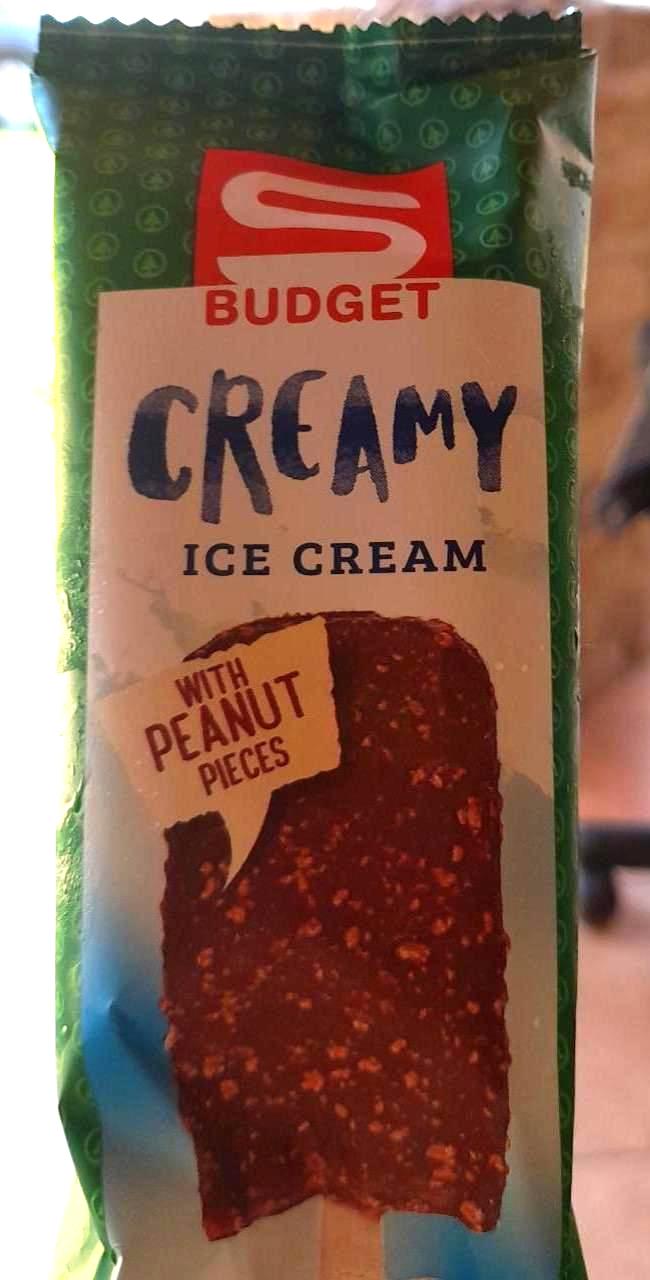 S
BUDGET
CREAMY
ICE CREAM
WITH
PEANUT
PIECES